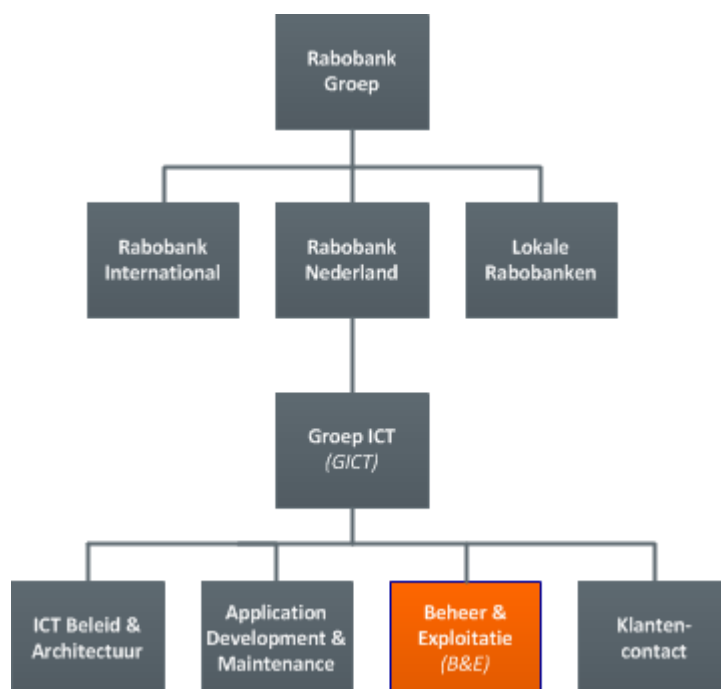 Rabobank
Groep
Rabobank
International
Rabobank
Nederland
Lokale
Rabobanken
Groep ICT
(GICT)
ICT Beleid &
Architectuur
Application
Development &
Maintenance
Beheer &
Exploitatie
(B&E)
Klanten-
contact